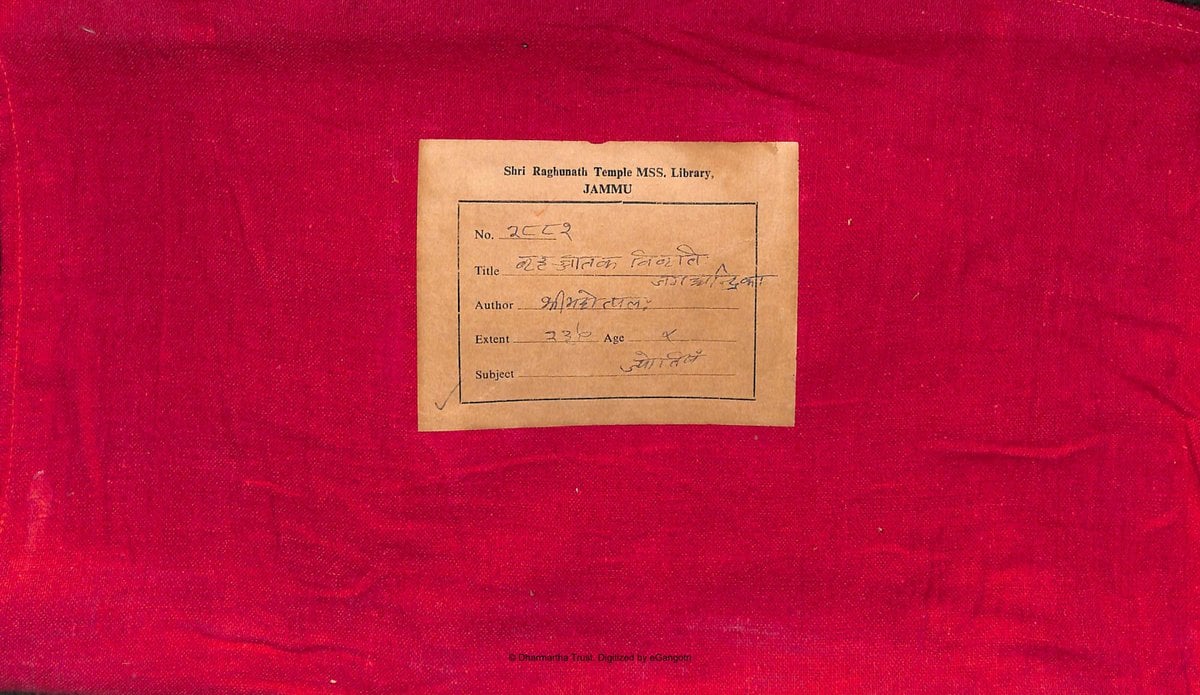 Shri Raghunath Temple MSS. Library,
JAMMU
No. २८८२
Title बृहज्जातक विवृति
जगच्चन्द्रिका
Author श्रीभट्टोत्पलः
Extent २३५ Age
Subject ज्योतिषं
© Dharmartha Trust. Digitized by eGangotri